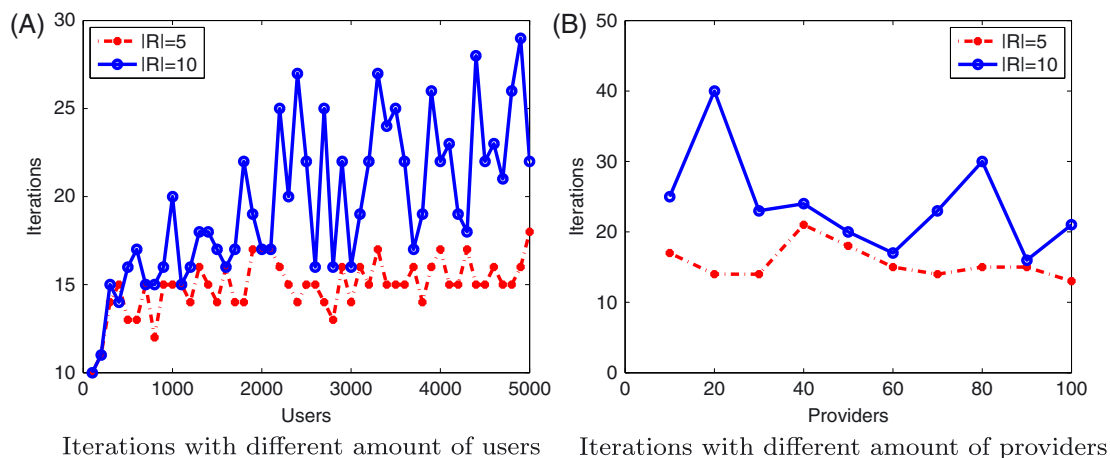 (A)
|R|=5
|R|=10
30
25
20
15
10
Iterations
0
1000
2000
3000
4000
5000
Users
Iterations with different amount of users
(B)
|R|=5
|R|=10
50
40
30
20
10
0
Iterations
0
20
40
60
80
100
Providers
Iterations with different amount of providers